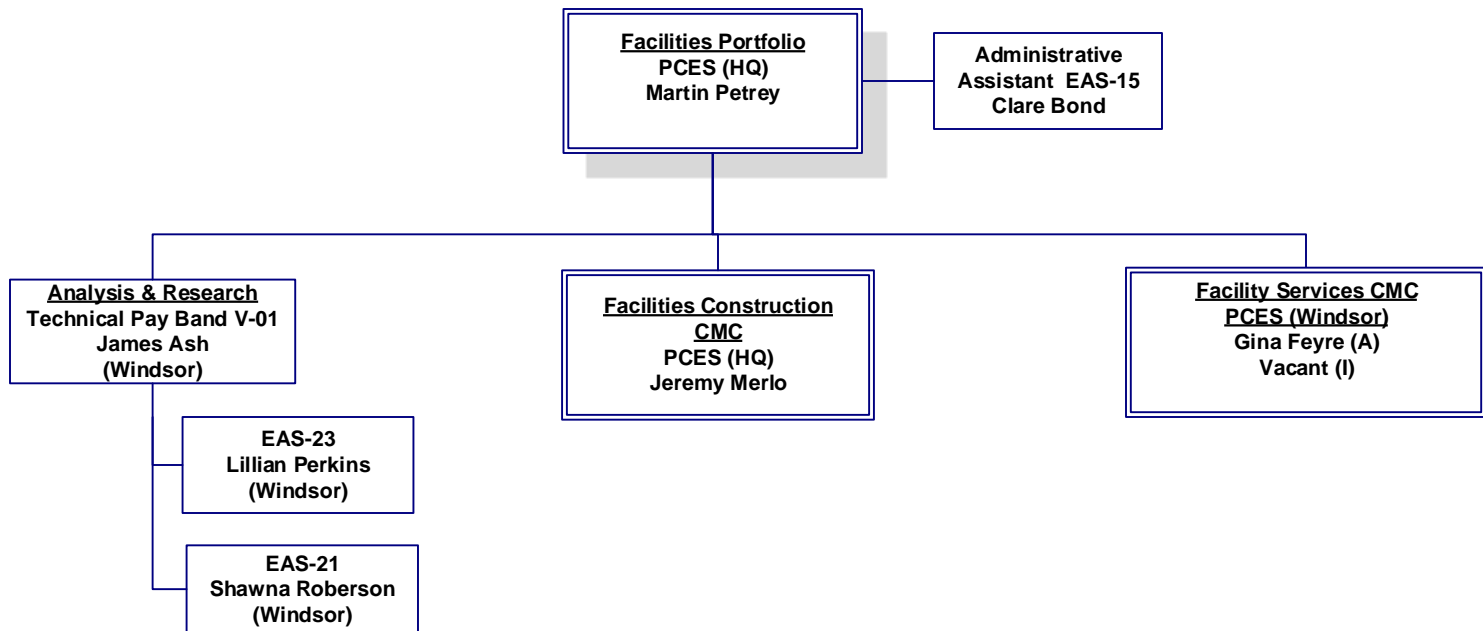 Facilities Portfolio
PCES (HQ)
Martin Petrey
Administrative
Assistant EAS-15
Clare Bond
Analysis & Research
Technical Pay Band V-01
James Ash
(Windsor)
Facilities Construction
CMC
PCES (HQ)
Jeremy Merlo
Facility Services CMC
PCES (Windsor)
Gina Feyre (A)
Vacant (I)
EAS-23
Lillian Perkins
(Windsor)
EAS-21
Shawna Roberson
(Windsor)